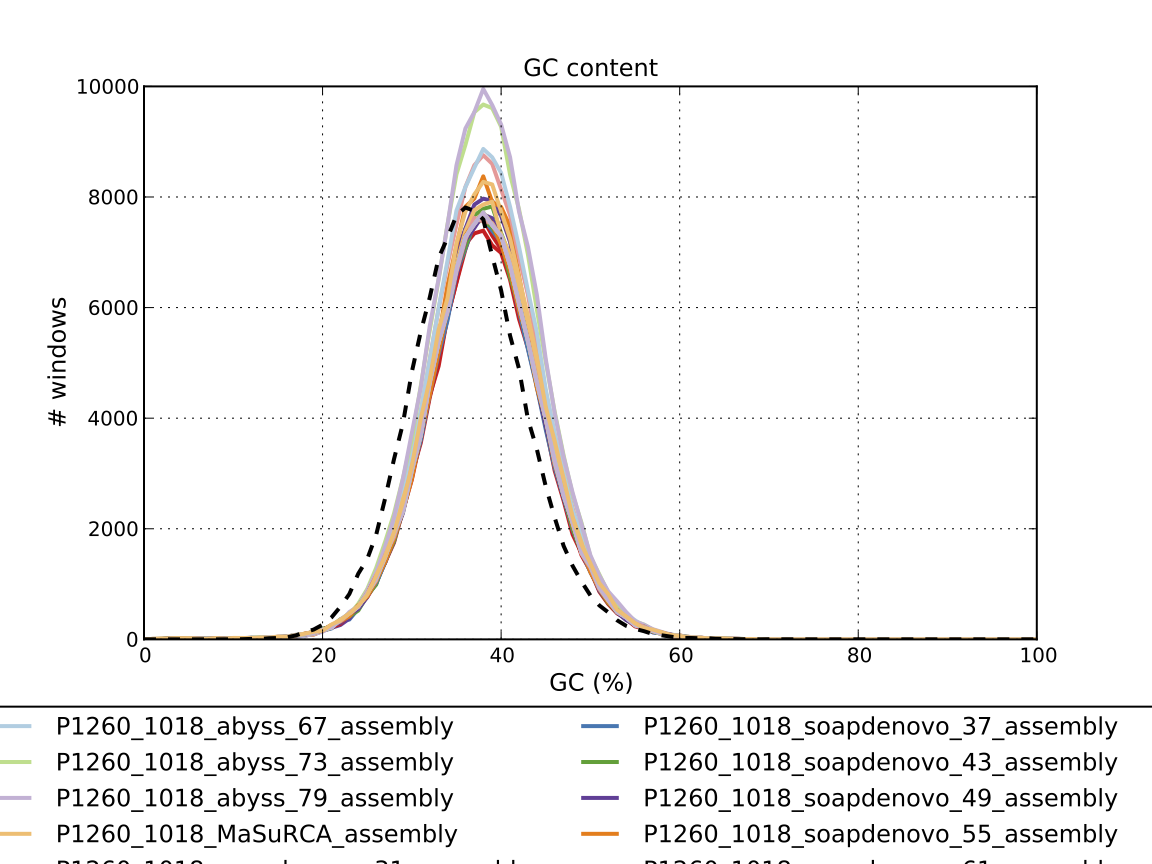 GC content
10000
8000
6000
4000
2000
0
# windows
0 20 40 60 80 100
GC (%)
P1260_1018_abyss_67_assembly
P1260_1018_abyss_73_assembly
P1260_1018_abyss_79_assembly
P1260_1018_MaSuRCA_assembly
P1260_1018_soapdenovo_37_assembly
P1260_1018_soapdenovo_43_assembly
P1260_1018_soapdenovo_49_assembly
P1260_1018_soapdenovo_55_assembly